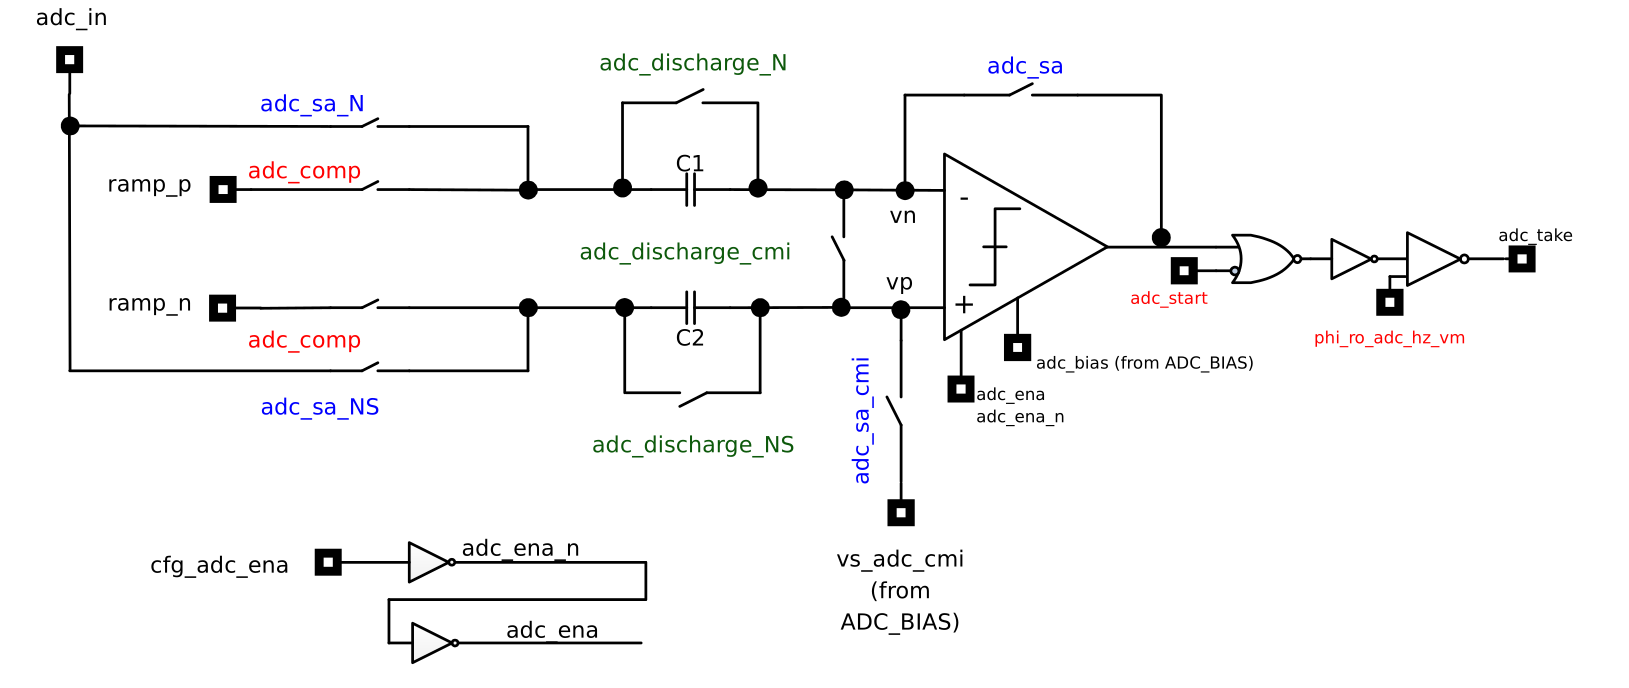 adc_in
adc_discharge_N
adc_sa
adc_sa_N
C1
adc_comp
ramp_p
-
vn
adc_discharge_cmi
adc_take
vp
ramp_n
+
adc_start
C2
adc_comp
phi_ro_adc_hz_vm
adc_bias (from ADC_BIAS)
adc_ena
adc_ena_n
adc_sa_cmi
adc_sa_NS
adc_discharge_NS
adc_ena_n
cfg_adc_ena
vs_adc_cmi
(from
ADC_BIAS)
adc_ena